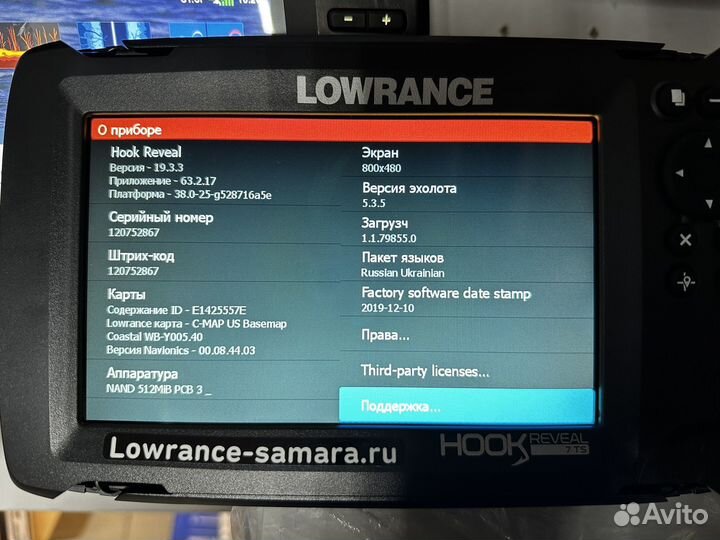 LOWRANCE
О приборе
Hook Reveal
Версия - 19.3.3
Приложение - 63.2.17
Платформа - 38.0-25-g528716a5e
Серийный номер
120752867
Штрих-код
120752867
Карты
Содержание ID - E1425557E
Lowrance карта - C-MAP US Basemap
Coastal WB-Y005.40
Версия Navionics - 00.08.44.03
Аппаратура
NAND 512MiB PCB 3 _
Экран
800x480
Версия эхолота
5.3.5
Загрузч
1.1.79855.0
Пакет языков
Russian Ukrainian
Factory software date stamp
2019-12-10
Права...
Third-party licenses...
Поддержка...
Lowrance-samara.ru
HOOK REVEAL
7 TS
Avito